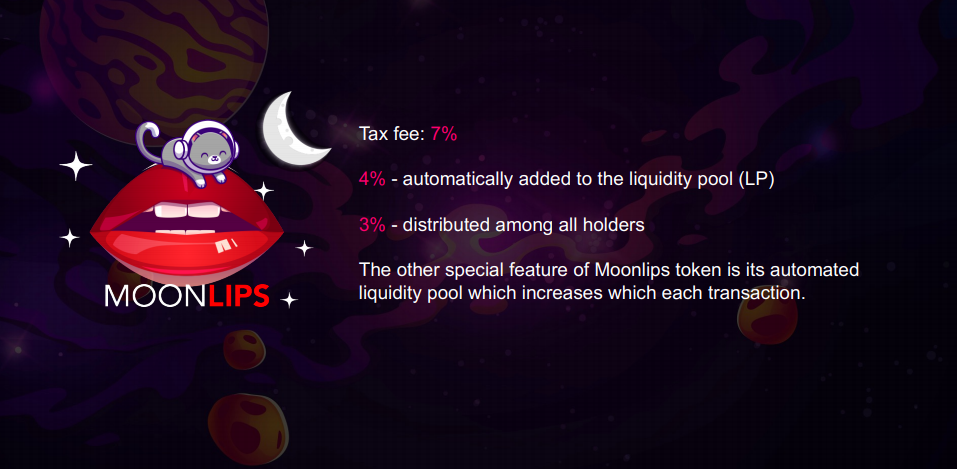 Tax fee: 7%
4% - automatically added to the liquidity pool (LP)
3% - distributed among all holders
The other special feature of Moonlips token is its automated
liquidity pool which increases which each transaction.
MOONLIPS